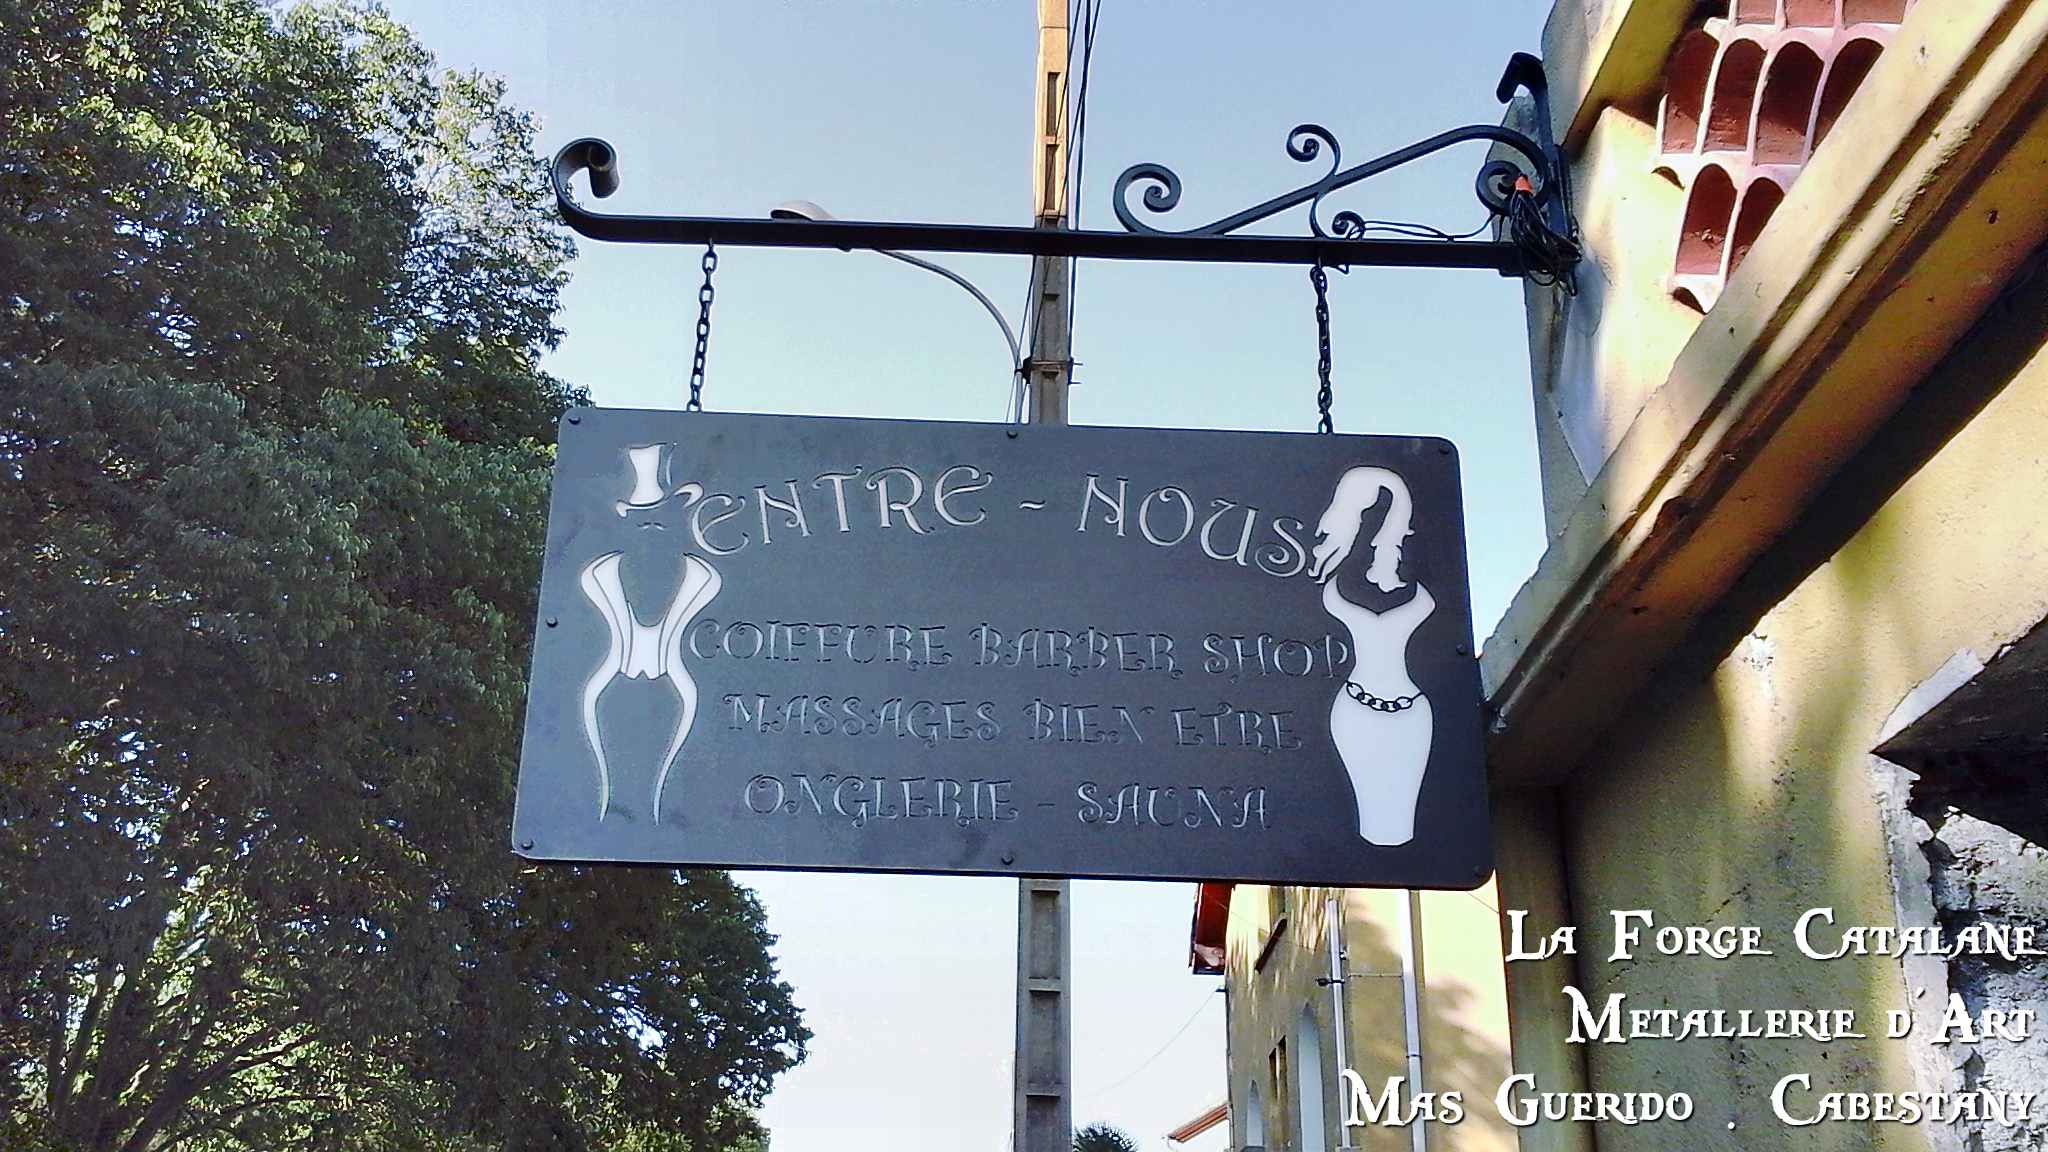 ENTRE - NOUS
COIFFURE BARBER SHOP
MASSAGES BIEN ETRE
ONGLERIE - SAUNA
La Forge Catalane
Metallerie d'Art
Mas Guerido . Cabestany